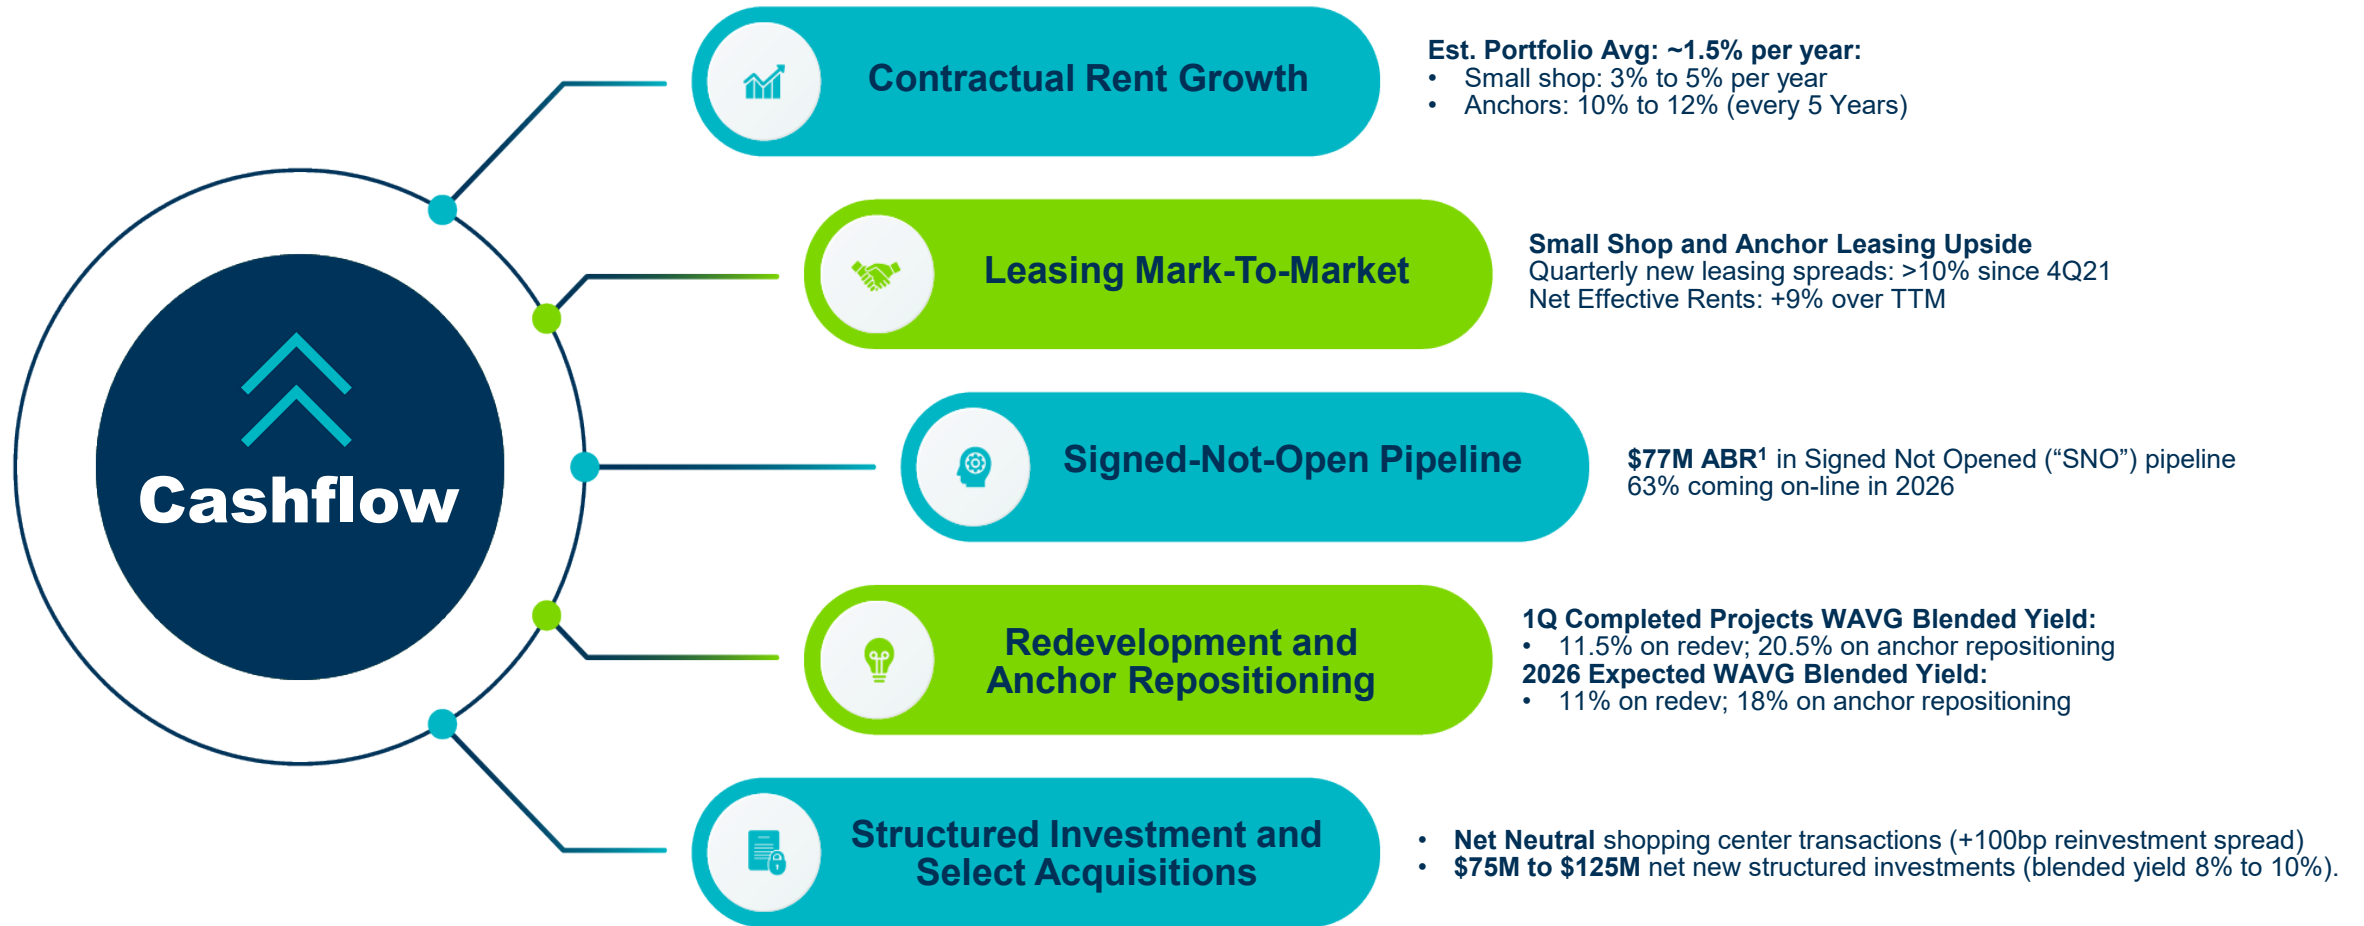 Cashflow
Contractual Rent Growth
Est. Portfolio Avg: ~1.5% per year:
• Small shop: 3% to 5% per year
• Anchors: 10% to 12% (every 5 Years)
Leasing Mark-To-Market
Small Shop and Anchor Leasing Upside
Quarterly new leasing spreads: >10% since 4Q21
Net Effective Rents: +9% over TTM
Signed-Not-Open Pipeline
$77M ABR¹ in Signed Not Opened (“SNO”) pipeline
63% coming on-line in 2026
Redevelopment and
Anchor Repositioning
1Q Completed Projects WAVG Blended Yield:
• 11.5% on redev; 20.5% on anchor repositioning
2026 Expected WAVG Blended Yield:
• 11% on redev; 18% on anchor repositioning
Structured Investment and
Select Acquisitions
• Net Neutral shopping center transactions (+100bp reinvestment spread)
• $75M to $125M net new structured investments (blended yield 8% to 10%).